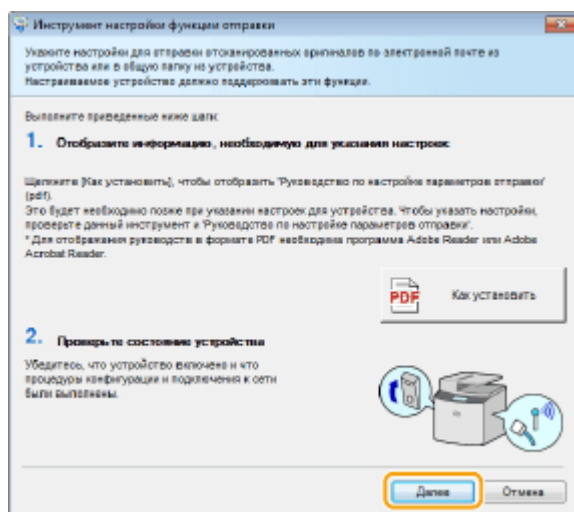 Инструмент настройки функции отправки
Укажите настройки для отправки отсканированных оригиналов по электронной почте из
устройства или в общую папку из устройства.
Настраиваемое устройство должно поддерживать эти функции.
Выполните приведенные ниже шаги:
1. Отобразите информацию, необходимую для указания настроек
Щелкните [Как установить], чтобы отобразить 'Руководство по настройке параметров отправки'
(pdf).
Это будет необходимо позже при указании настроек для устройства. Чтобы указать настройки,
проверьте данный инструмент и 'Руководство по настройке параметров отправки'.
* Для отображения руководств в формате PDF необходима программа Adobe Reader или Adobe
Acrobat Reader.
PDF Как установить
2. Проверьте состояние устройства
Убедитесь, что устройство включено и что
процедуры конфигурации и подключения к сети
были выполнены.
Далее Отмена